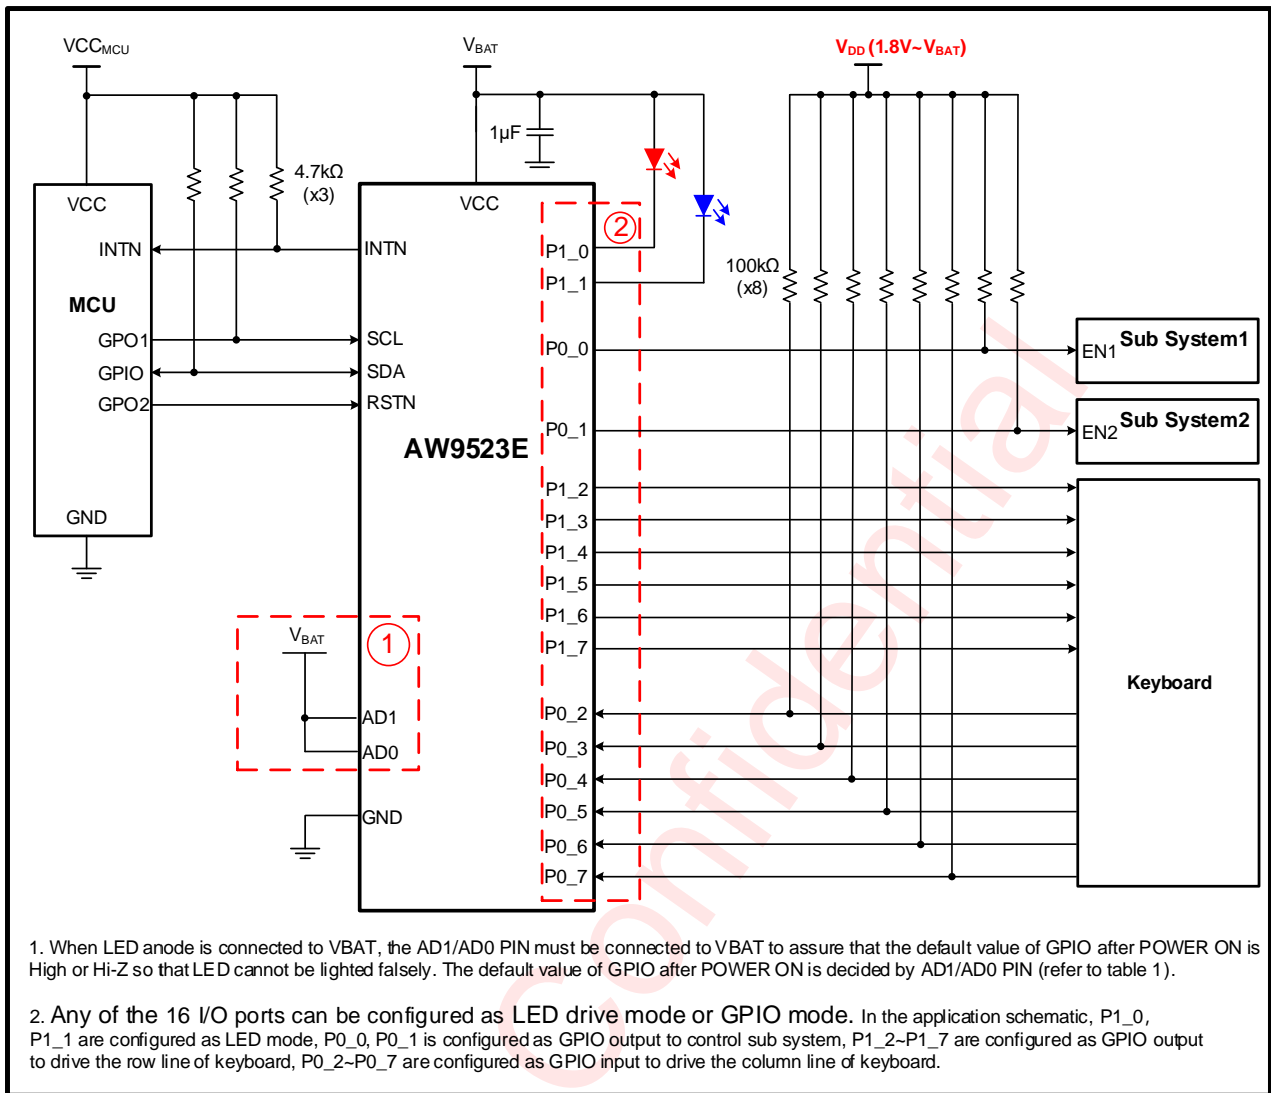 VCCMCU
VBAT
VDD (1.8V~VBAT)
1µF
4.7kΩ
(x3)
VCC
VCC
②
INTN
INTN
P1_0
P1_1
100kΩ
(x8)
MCU
GPO1
SCL
P0_0
EN1
Sub System1
GPIO
SDA
GPO2
RSTN
P0_1
EN2
Sub System2
AW9523E
P1_2
P1_3
GND
P1_4
P1_5
P1_6
VBAT
①
P1_7
Keyboard
AD1
P0_2
AD0
P0_3
P0_4
GND
P0_5
P0_6
P0_7
Confidential
1. When LED anode is connected to VBAT, the AD1/AD0 PIN must be connected to VBAT to assure that the default value of GPIO after POWER ON is
High or Hi-Z so that LED cannot be lighted falsely. The default value of GPIO after POWER ON is decided by AD1/AD0 PIN (refer to table 1).
2. Any of the 16 I/O ports can be configured as LED drive mode or GPIO mode. In the application schematic, P1_0,
P1_1 are configured as LED mode, P0_0, P0_1 is configured as GPIO output to control sub system, P1_2~P1_7 are configured as GPIO output
to drive the row line of keyboard, P0_2~P0_7 are configured as GPIO input to drive the column line of keyboard.